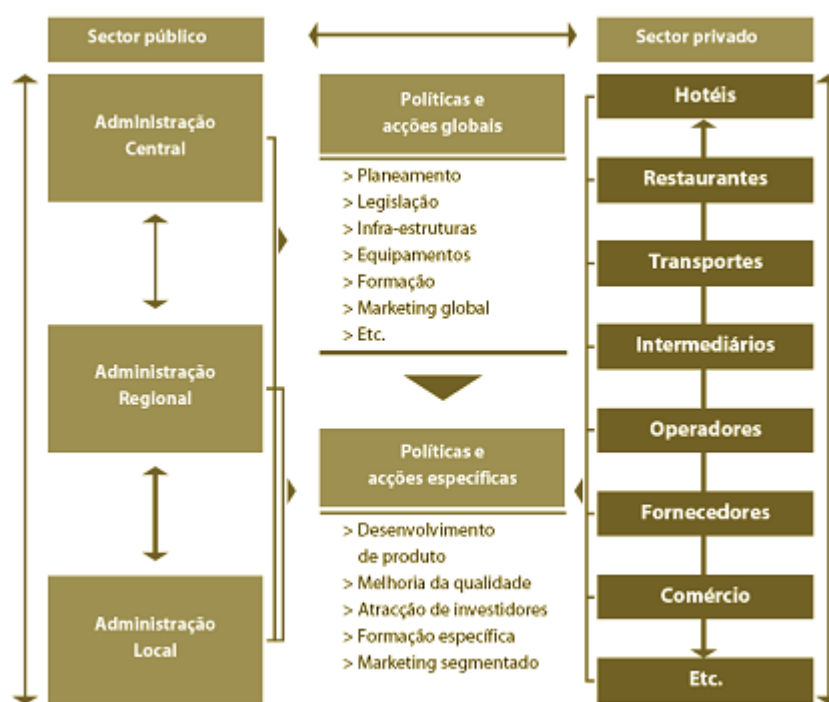 Sector público
Sector privado
Administração
Central
Administração
Regional
Administração
Local
Políticas e
acções globais
> Planeamento
> Legislação
> Infra-estruturas
> Equipamentos
> Formação
> Marketing global
> Etc.
Políticas e
acções específicas
> Desenvolvimento
de produto
> Melhoria da qualidade
> Atracção de investidores
> Formação específica
> Marketing segmentado
Hotéis
Restaurantes
Transportes
Intermediários
Operadores
Fornecedores
Comércio
Etc.